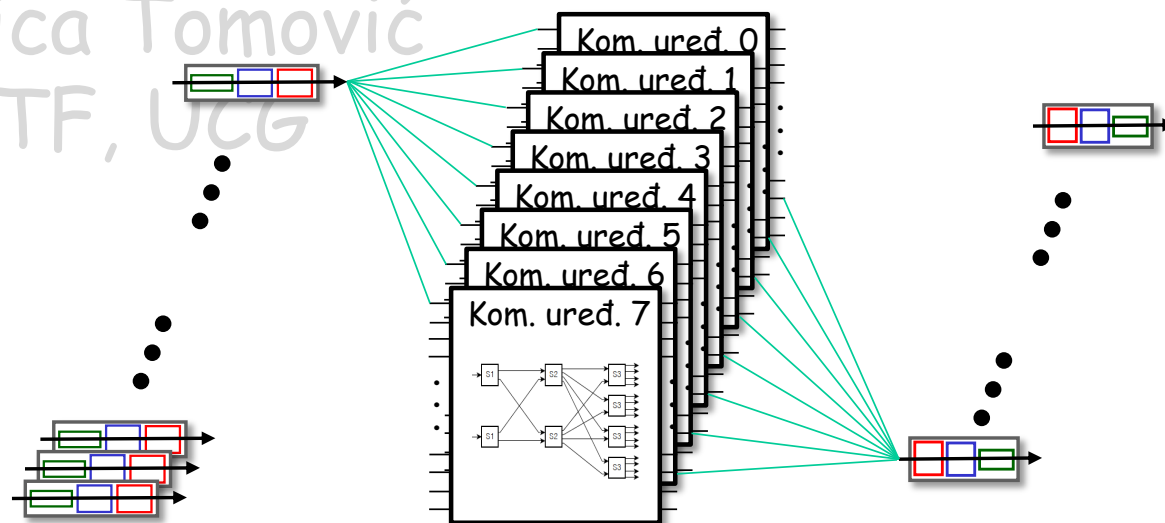 ica Tomović
TF, UCG
Kom. uređ. 0
Kom. uređ. 1
Kom. uređ. 2
Kom. uređ. 3
Kom. uređ. 4
Kom. uređ. 5
Kom. uređ. 6
Kom. uređ. 7
S1 S2 S3
S3
S1 S2 S3
S3